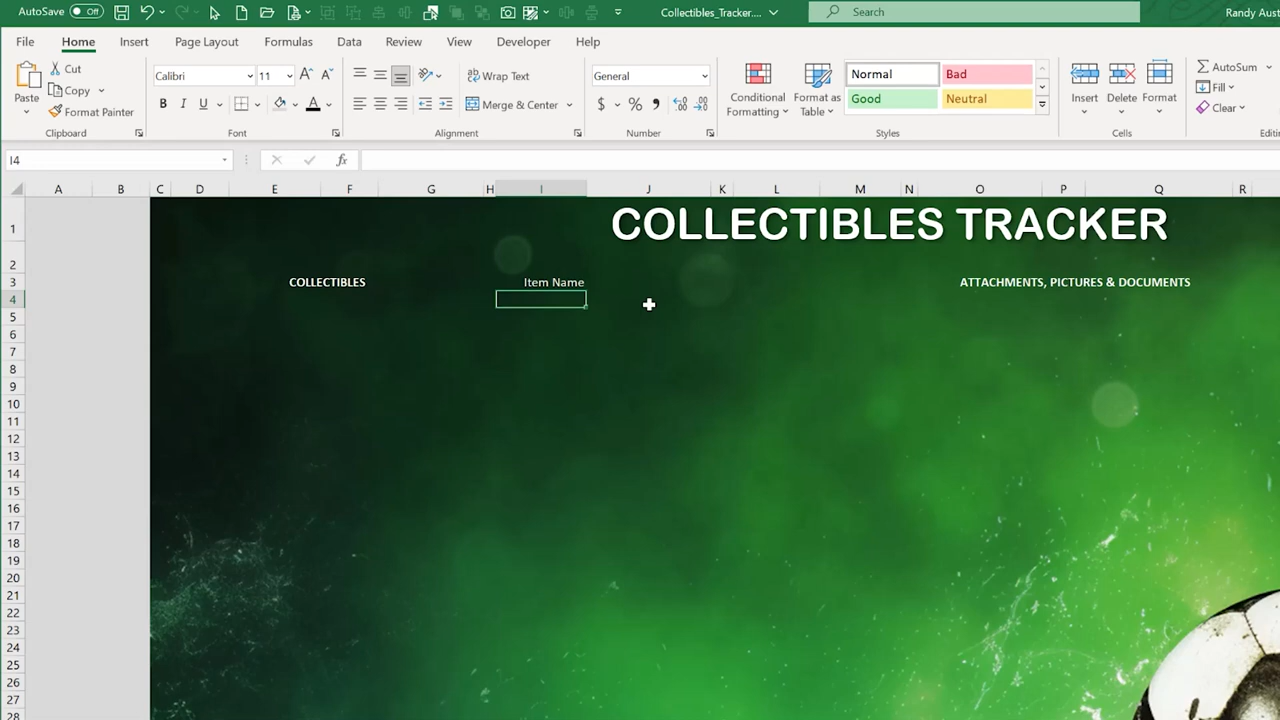 AutoSave Off Collectibles_Tracker.... Search Randy Aust
File Home Insert Page Layout Formulas Data Review View Developer Help
Paste Cut Calibri 11 Wrap Text General Conditional Formatting Format as Table Normal Bad Insert Delete Format AutoSum
Copy B I U Merge & Center $ % Good Neutral Fill
Format Painter Clear
Clipboard Font Alignment Number Styles Cells Editi
I4 fx
A B C D E F G H I J K L M N O P Q R
1 COLLECTIBLES TRACKER
2
3 COLLECTIBLES Item Name ATTACHMENTS, PICTURES & DOCUMENTS
4
5
6
7
8
9
10
11
12
13
14
15
16
17
18
19
20
21
22
23
24
25
26
27
28